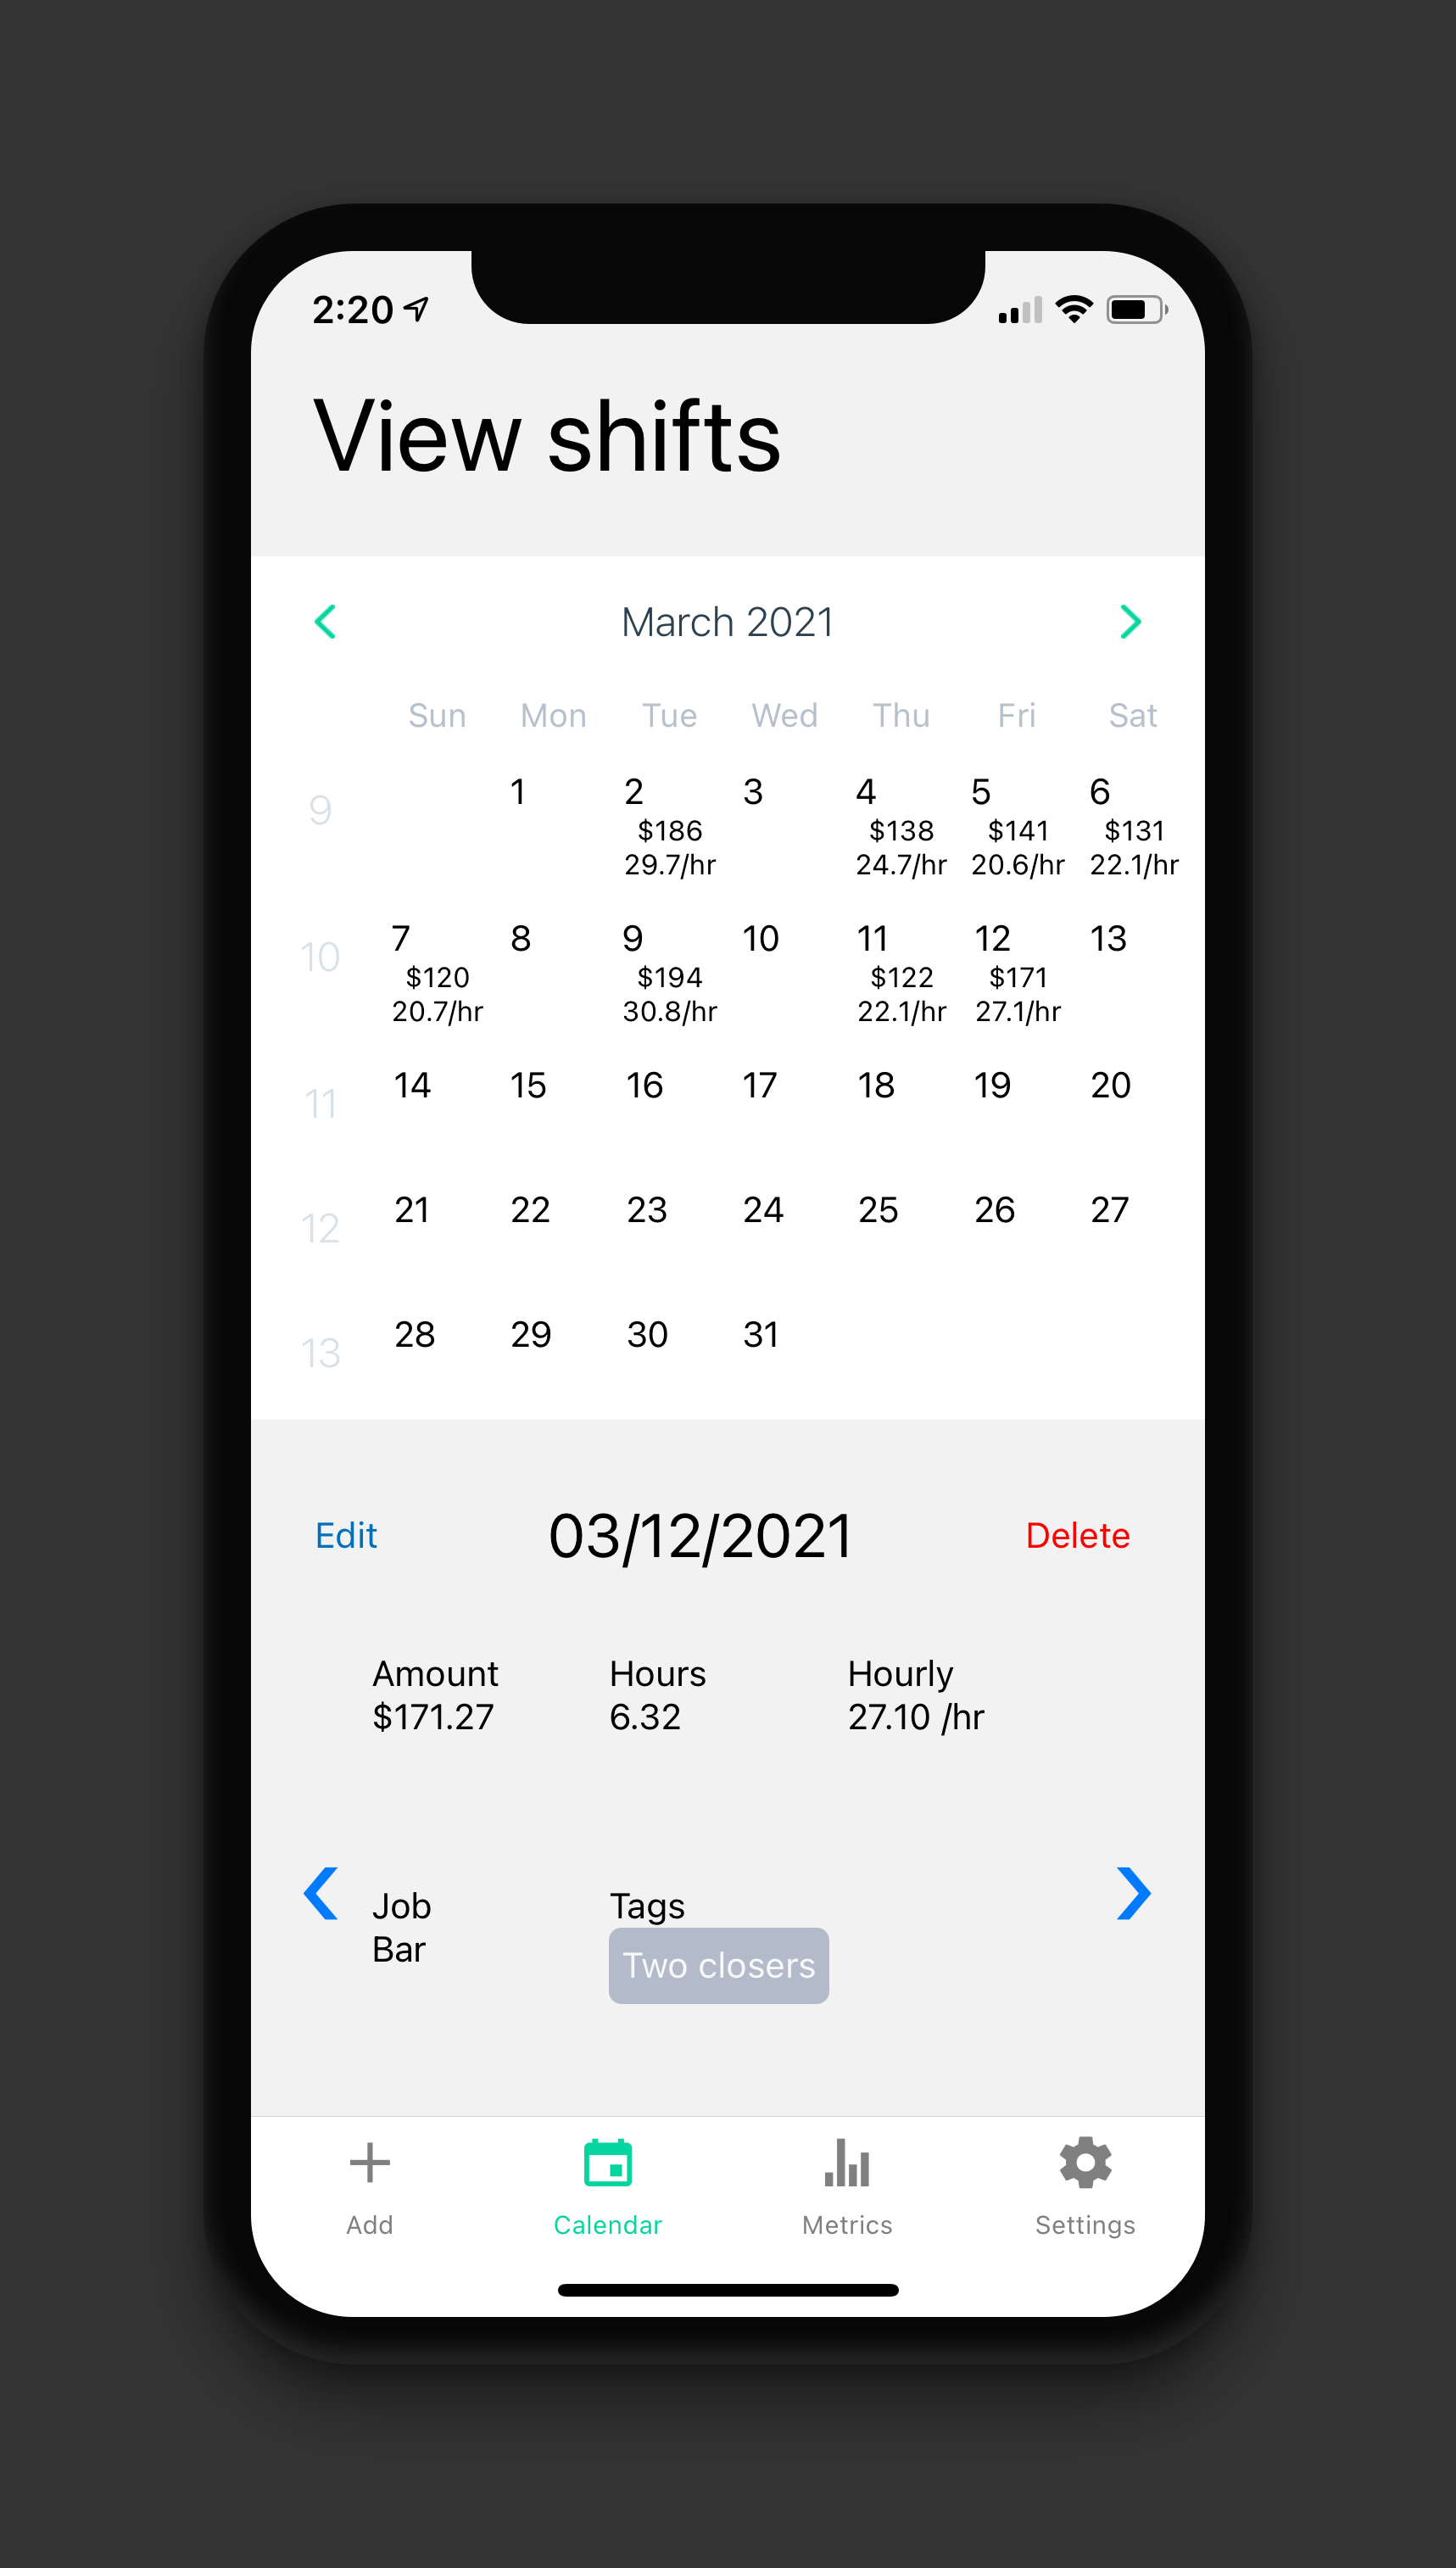 2:20
View shifts
March 2021
Sun Mon Tue Wed Thu Fri Sat
9 1 2 3 4 5 6
$186 $138 $141 $131
29.7/hr 24.7/hr 20.6/hr 22.1/hr
10 7 8 9 10 11 12 13
$120 $194 $122 $171
20.7/hr 30.8/hr 22.1/hr 27.1/hr
11 14 15 16 17 18 19 20
12 21 22 23 24 25 26 27
13 28 29 30 31
Edit 03/12/2021 Delete
Amount Hours Hourly
$171.27 6.32 27.10 /hr
Job Tags
Bar Two closers
Add Calendar Metrics Settings